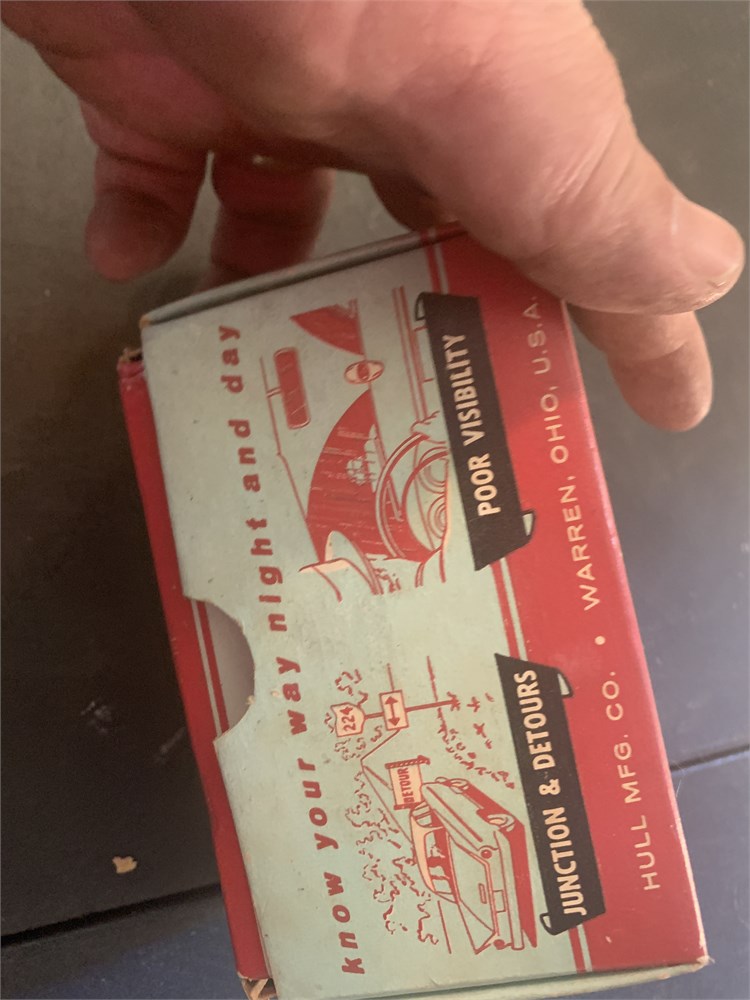 know your way night and day
224
DETOUR
JUNCTION & DETOURS
POOR VISIBILITY
HULL MFG. CO. • WARREN, OHIO, U.S.A.